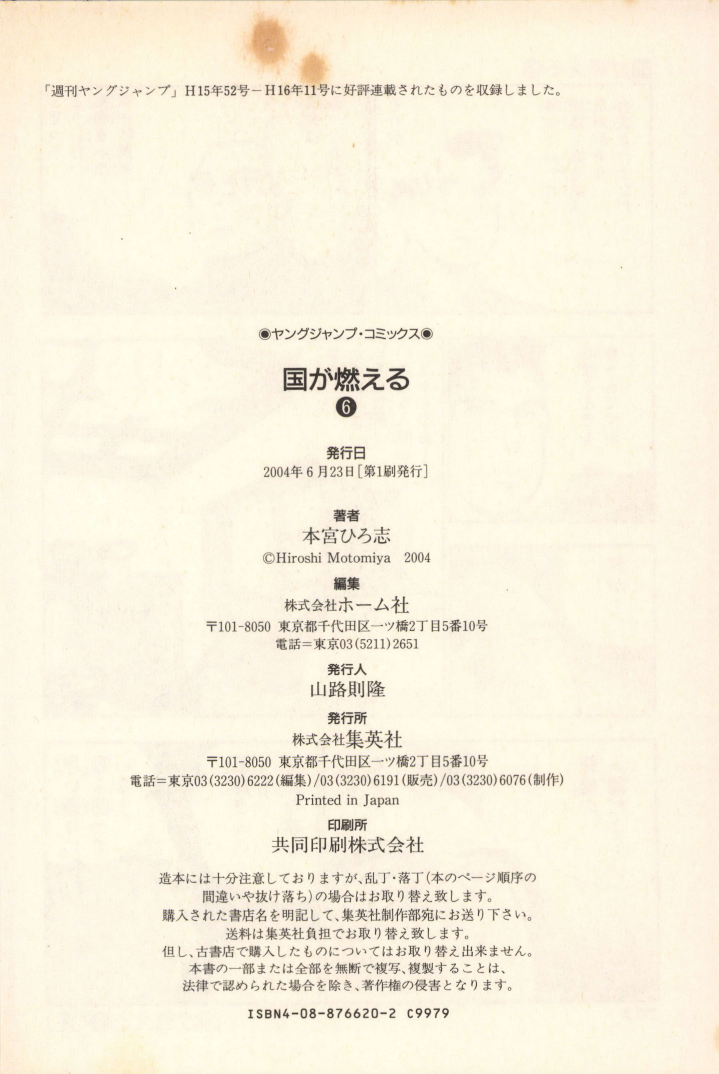 「週刊ヤングジャンプ」H15年52号－H16年11号に好評連載されたものを収録しました。
◉ヤングジャンプ・コミックス◉
国が燃える
❻
発行日
2004年6月23日[第1刷発行]
著者
本宮ひろ志
©Hiroshi Motomiya 2004
編集
株式会社ホーム社
〒101-8050 東京都千代田区一ツ橋2丁目5番10号
電話＝東京03(5211)2651
発行人
山路則隆
発行所
株式会社集英社
〒101-8050 東京都千代田区一ツ橋2丁目5番10号
電話＝東京03(3230)6222(編集)/03(3230)6191(販売)/03(3230)6076(制作)
Printed in Japan
印刷所
共同印刷株式会社
造本には十分注意しておりますが、乱丁・落丁(本のページ順序の
間違いや抜け落ち)の場合はお取り替え致します。
購入された書店名を明記して、集英社制作部宛にお送り下さい。
送料は集英社負担でお取り替え致します。
但し、古書店で購入したものについてはお取り替え出来ません。
本書の一部または全部を無断で複写、複製することは、
法律で認められた場合を除き、著作権の侵害となります。
ISBN4-08-876620-2 C9979